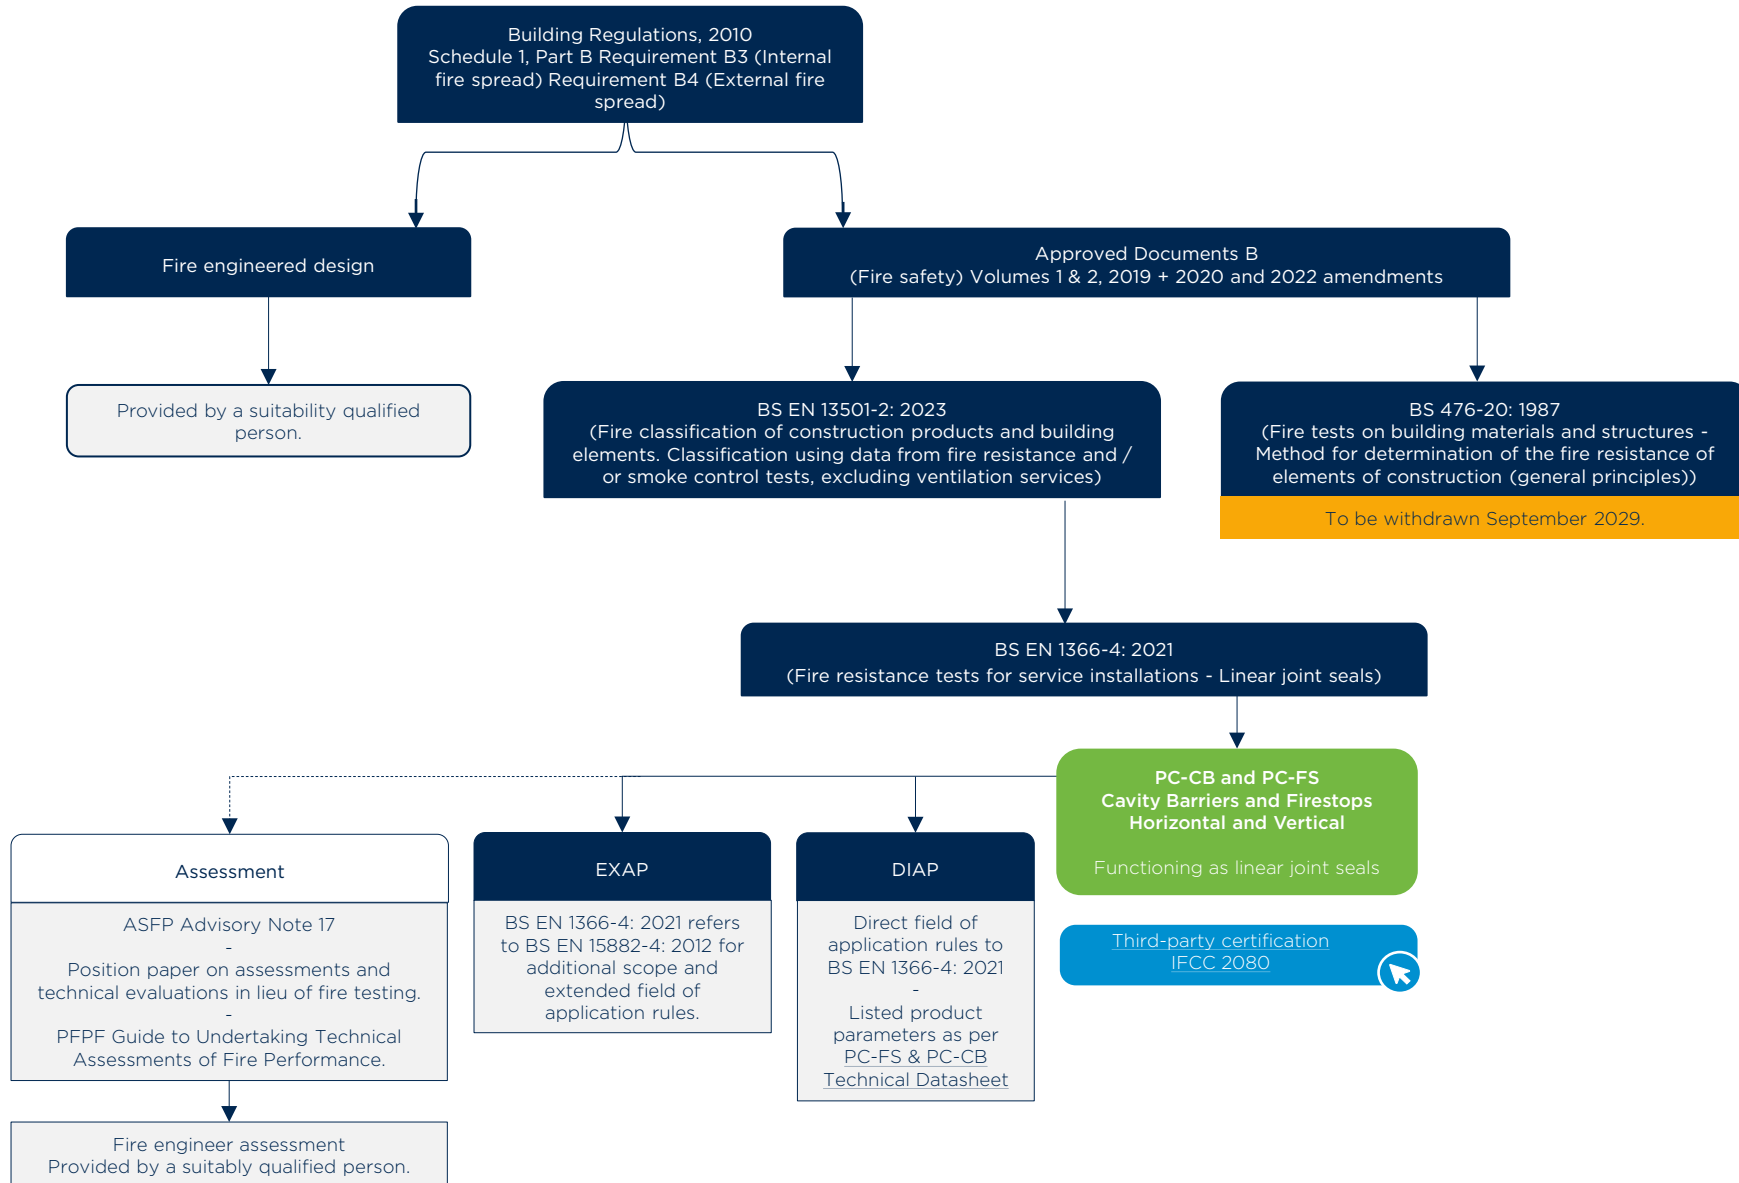 Building Regulations, 2010
Schedule 1, Part B Requirement B3 (Internal
fire spread) Requirement B4 (External fire
spread)
Fire engineered design
Approved Documents B
(Fire safety) Volumes 1 & 2, 2019 + 2020 and 2022 amendments
Provided by a suitability qualified
person.
BS EN 13501-2: 2023
(Fire classification of construction products and building
elements. Classification using data from fire resistance and /
or smoke control tests, excluding ventilation services)
BS 476-20: 1987
(Fire tests on building materials and structures -
Method for determination of the fire resistance of
elements of construction (general principles))
To be withdrawn September 2029.
BS EN 1366-4: 2021
(Fire resistance tests for service installations - Linear joint seals)
PC-CB and PC-FS
Cavity Barriers and Firestops
Horizontal and Vertical
Functioning as linear joint seals
Third-party certification
IFCC 2080
Assessment
ASFP Advisory Note 17
-
Position paper on assessments and
technical evaluations in lieu of fire testing.
-
PFPF Guide to Undertaking Technical
Assessments of Fire Performance.
Fire engineer assessment
Provided by a suitably qualified person.
EXAP
BS EN 1366-4: 2021 refers
to BS EN 15882-4: 2012 for
additional scope and
extended field of
application rules.
DIAP
Direct field of
application rules to
BS EN 1366-4: 2021
-
Listed product
parameters as per
PC-FS & PC-CB
Technical Datasheet